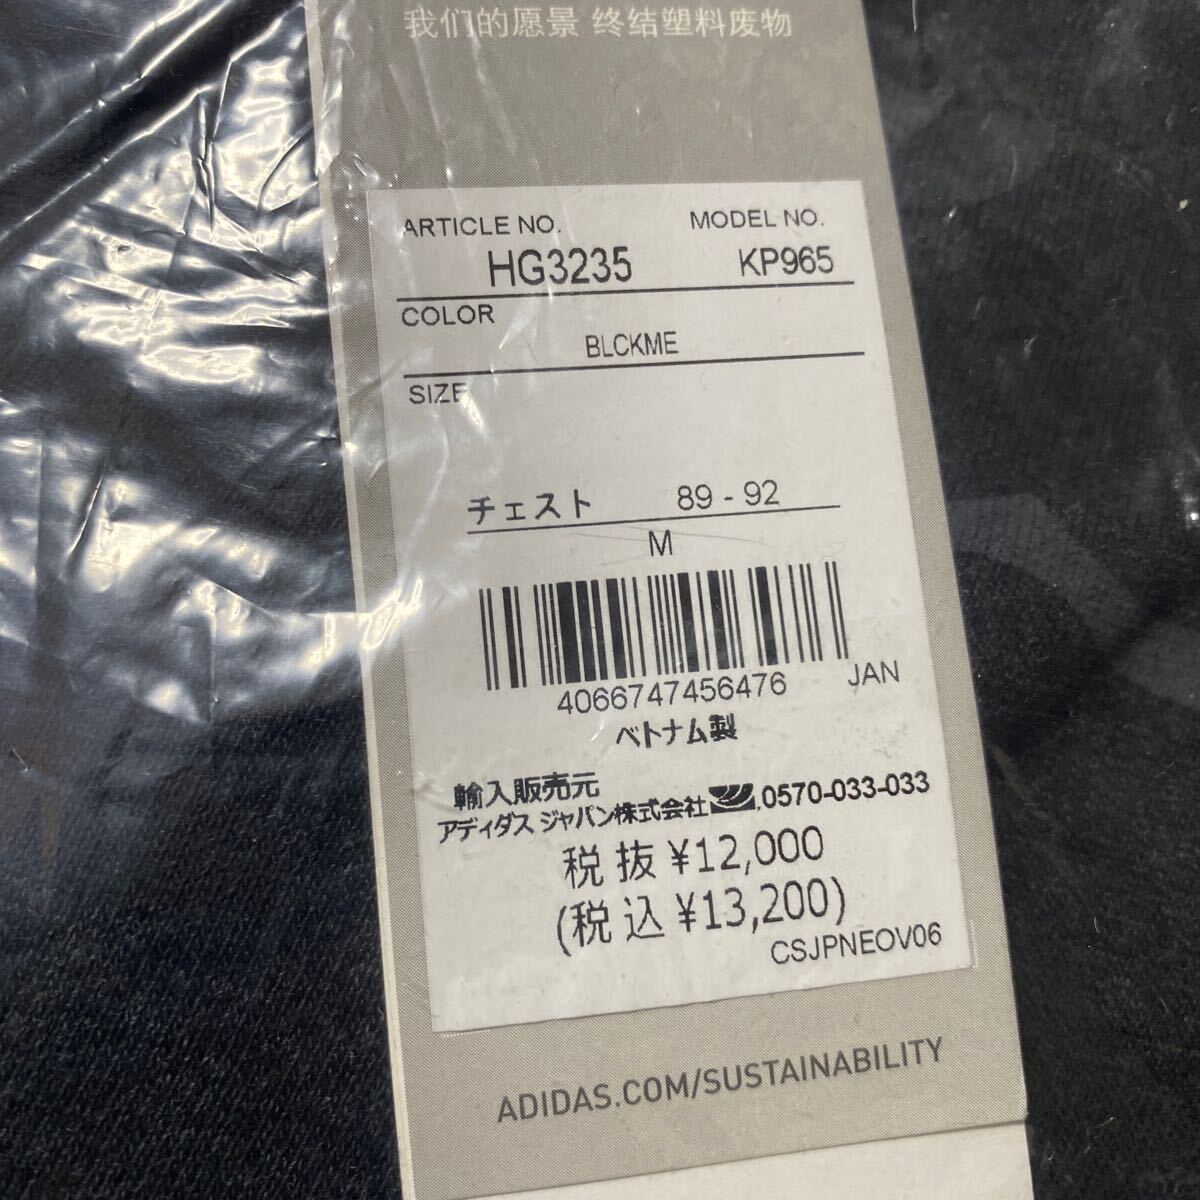 我们的愿景 终结塑料废物
ARTICLE NO. MODEL NO.
HG3235 KP965
COLOR
BLCKME
SIZE
チェスト 89 - 92
M
4066747456476 JAN
ベトナム製
輸入販売元
アディダス ジャパン株式会社 0570-033-033
税 抜 ¥12,000
(税 込 ¥13,200)
CSJPNEOV06
ADIDAS.COM/SUSTAINABILITY